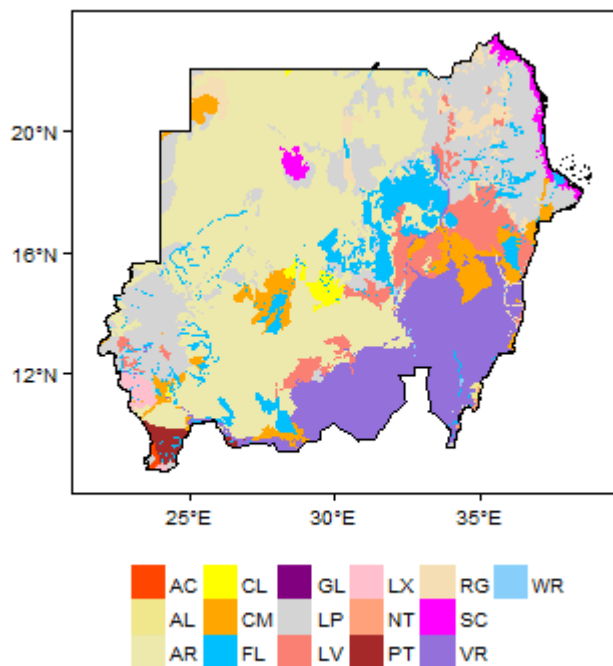 20°N
16°N
12°N
25°E 30°E 35°E
AC CL GL LX RG WR
AL CM LP NT SC
AR FL LV PT VR